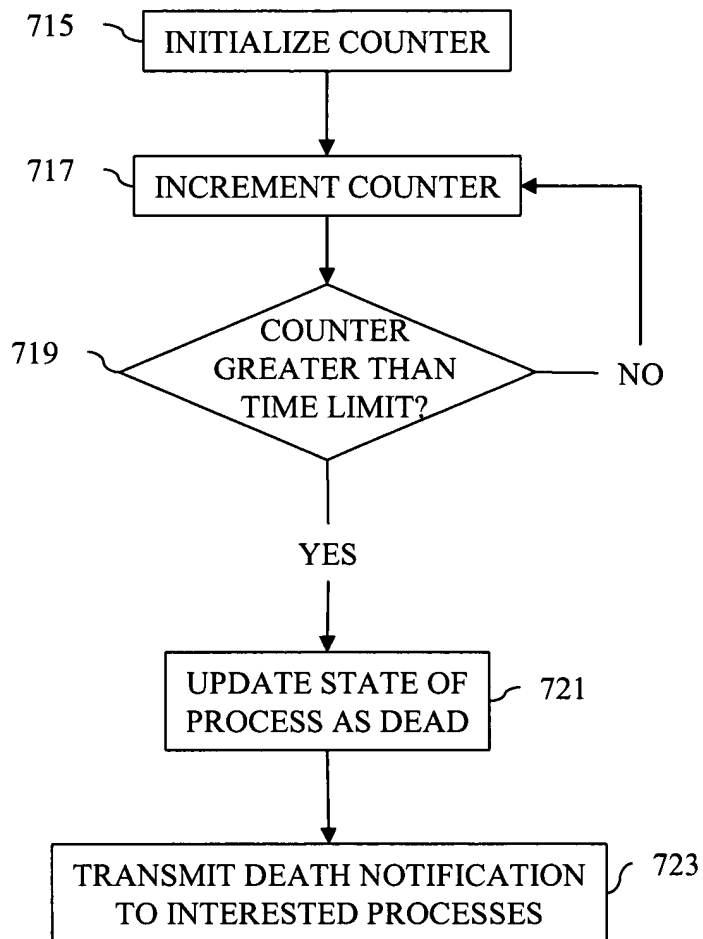 715
INITIALIZE COUNTER
717
INCREMENT COUNTER
719
COUNTER
GREATER THAN
TIME LIMIT?
NO
YES
UPDATE STATE OF
PROCESS AS DEAD
721
TRANSMIT DEATH NOTIFICATION
TO INTERESTED PROCESSES
723